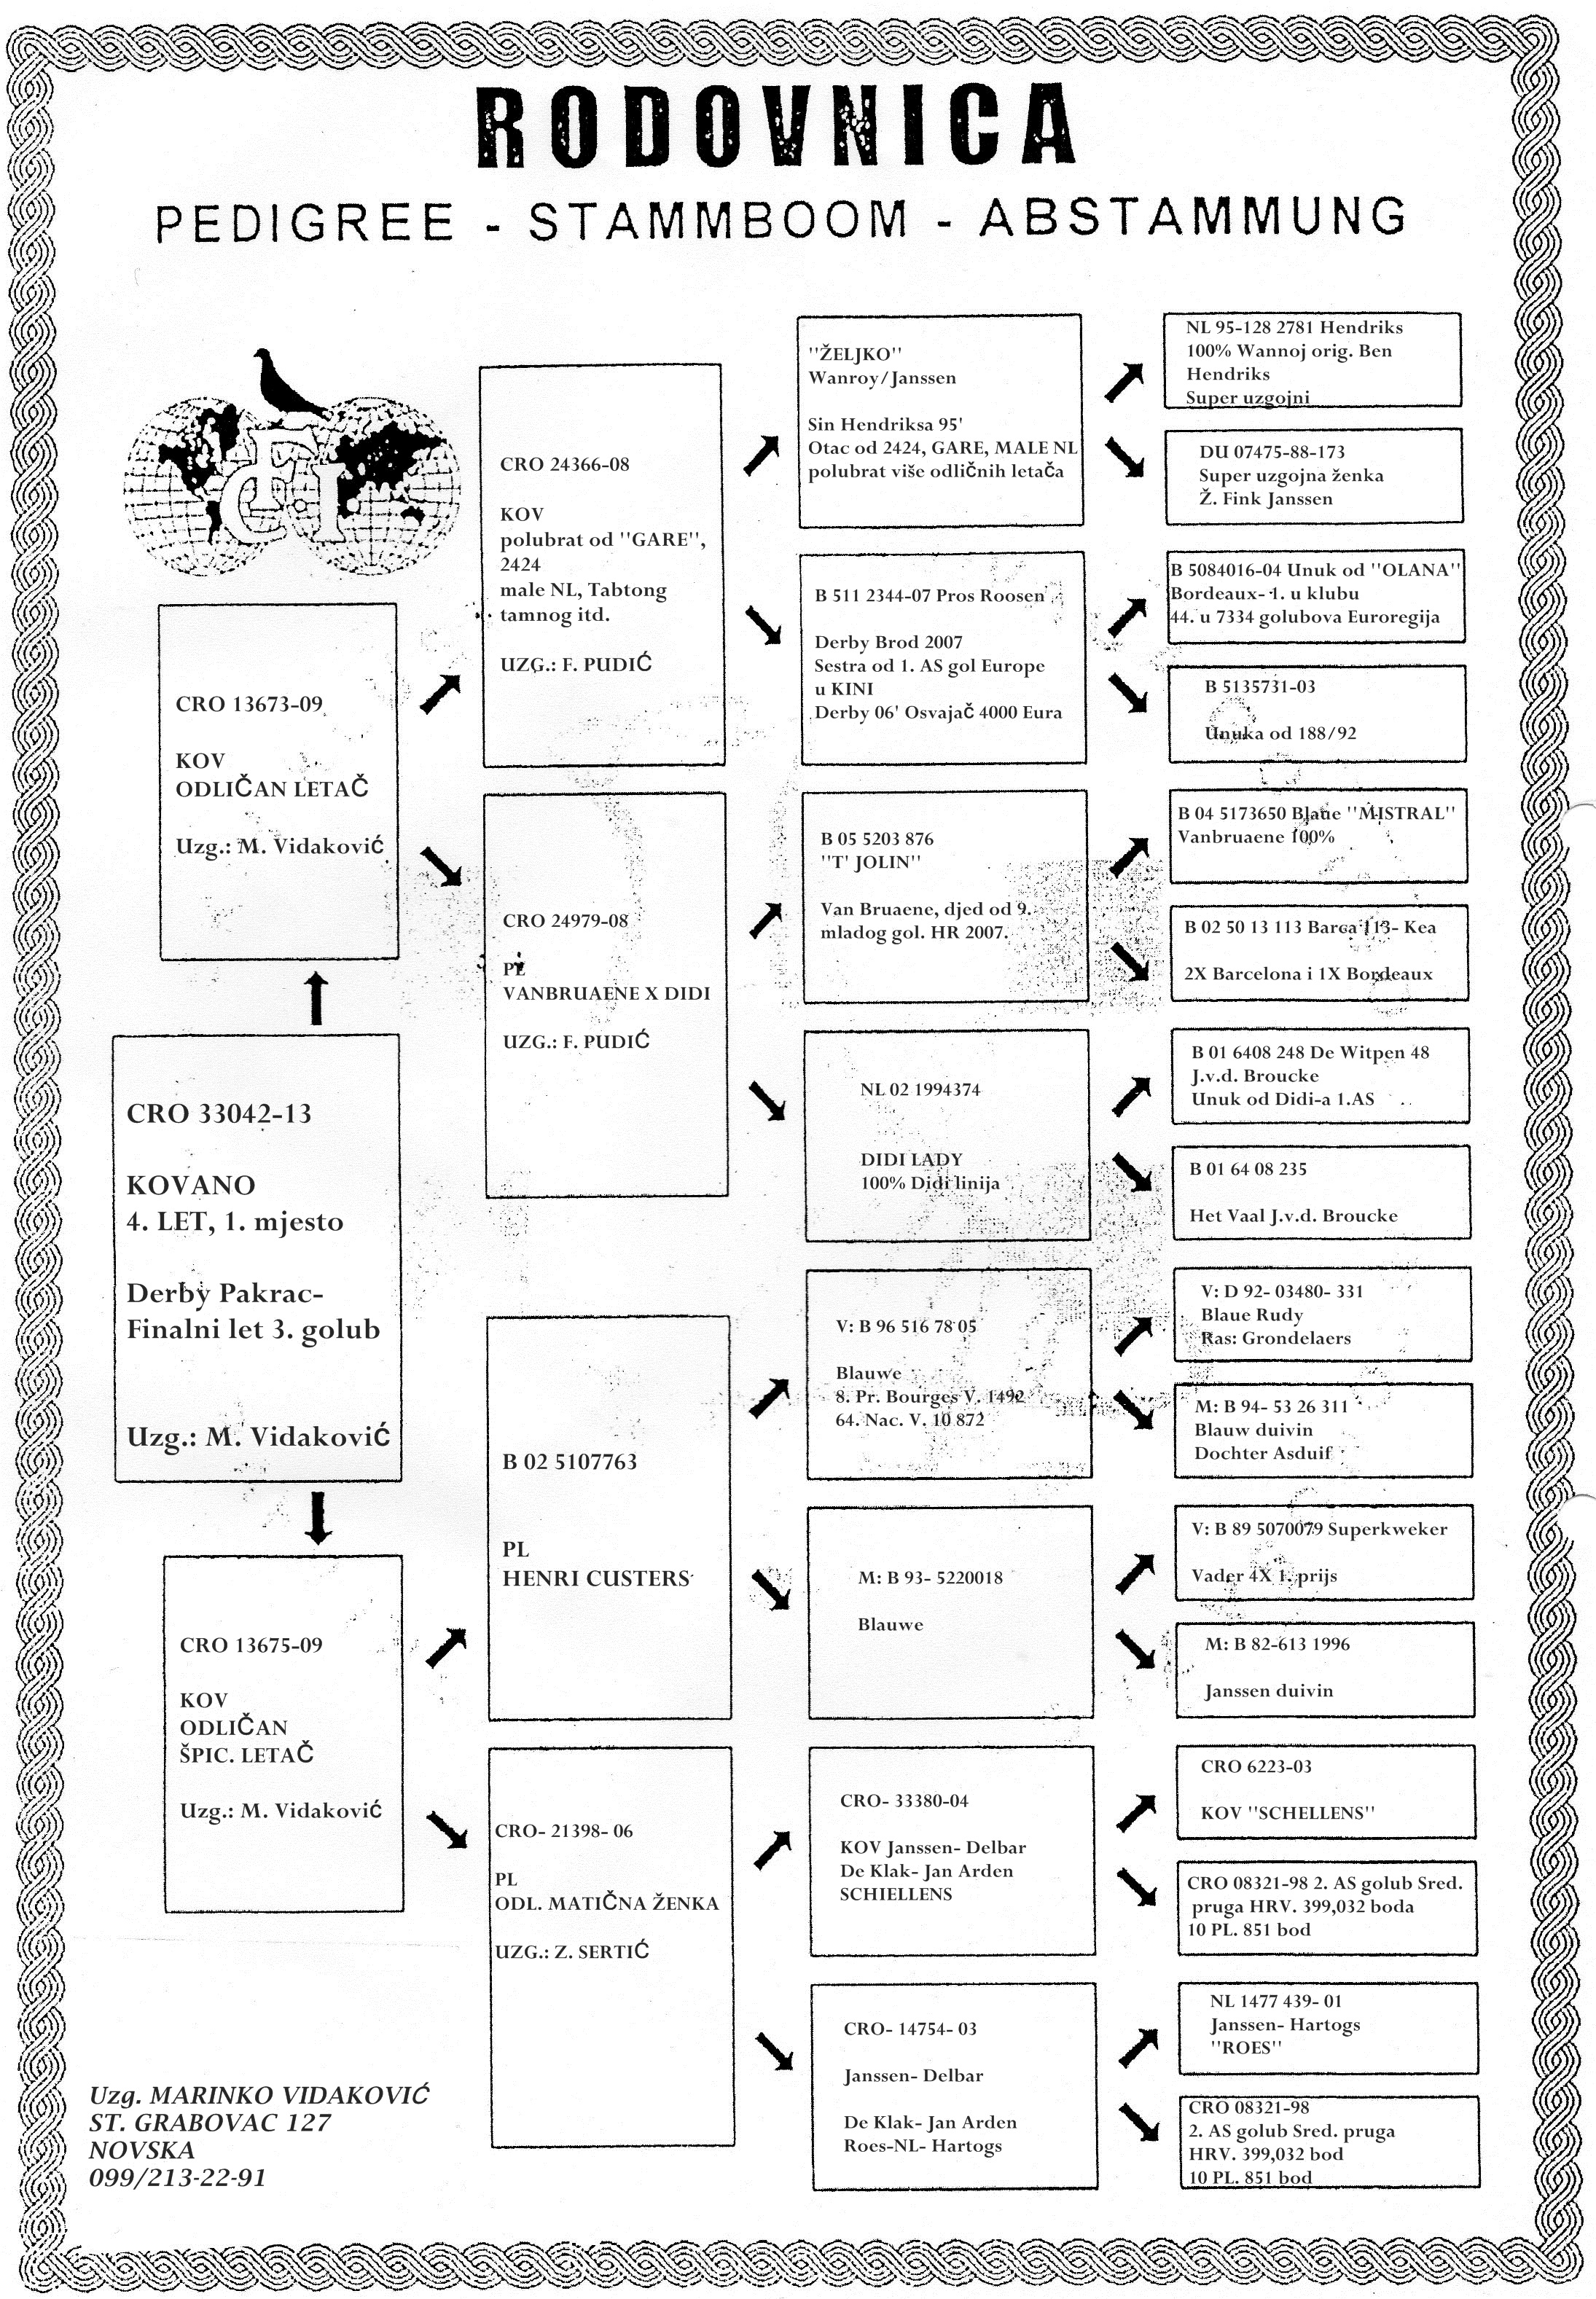 RODOVNICA
PEDIGREE - STAMMBOOM - ABSTAMMUNG
CRO 33042-13
KOVANO
4. LET, 1. mjesto
Derby Pakrac-
Finalni let 3. golub
Uzg.: M. Vidaković
CRO 13673-09
KOV
ODLIČAN LETAČ
Uzg.: M. Vidaković
CRO 13675-09
KOV
ODLIČAN
ŠPIC. LETAČ
Uzg.: M. Vidaković
CRO 24366-08
KOV
polubrat od "GARE",
2424
male NL, Tabtong
tamnog itd.
UZG.: F. PUDIĆ
CRO 24979-08
PL
VANBRUAENE X DIDI
UZG.: F. PUDIĆ
B 02 5107763
PL
HENRI CUSTERS
CRO- 21398- 06
PL
ODL. MATIČNA ŽENKA
UZG.: Z. SERTIĆ
''ŽELJKO''
Wanroy/Janssen
Sin Hendriksa 95'
Otac od 2424, GARE, MALE NL
polubrat više odličnih letača
B 511 2344-07 Pros Roosen
Derby Brod 2007
Sestra od 1. AS gol Europe
u KINI
Derby 06' Osvajač 4000 Eura
B 05 5203 876
''T' JOLIN''
Van Bruaene, djed od 9.
mladog gol. HR 2007.
NL 02 1994374
DIDI LADY
100% Didi linija
V: B 96 516 78 05
Blauwe
8. Pr. Bourges V. 1492
64. Nac. V. 10 872
M: B 93- 5220018
Blauwe
CRO- 33380-04
KOV Janssen- Delbar
De Klak- Jan Arden
SCHIELLENS
CRO- 14754- 03
Janssen- Delbar
De Klak- Jan Arden
Roes-NL- Hartogs
NL 95-128 2781 Hendriks
100% Wannoj orig. Ben
Hendriks
Super uzgojni
DU 07475-88-173
Super uzgojna ženka
Ž. Fink Janssen
B 5084016-04 Unuk od ''OLANA''
Bordeaux- 1. u klubu
44. u 7334 golubova Euroregija
B 5135731-03
Unuka od 188/92
B 04 5173650 Blaue ''MISTRAL''
Vanbruaene 100%
B 02 50 13 113 Barca 113- Kea
2X Barcelona i 1X Bordeaux
B 01 6408 248 De Witpen 48
J.v.d. Broucke
Unuk od Didi-a 1.AS
B 01 64 08 235
Het Vaal J.v.d. Broucke
V: D 92- 03480- 331
Blaue Rudy
Ras: Grondelaers
M: B 94- 53 26 311
Blauw duivin
Dochter Asduif
V: B 89 5070079 Superkweker
Vader 4X 1. prijs
M: B 82-613 1996
Janssen duivin
CRO 6223-03
KOV ''SCHELLENS''
CRO 08321-98 2. AS golub Sred.
pruga HRV. 399,032 boda
10 PL. 851 bod
NL 1477 439- 01
Janssen- Hartogs
''ROES''
CRO 08321-98
2. AS golub Sred. pruga
HRV. 399,032 bod
10 PL. 851 bod
Uzg. MARINKO VIDAKOVIĆ
ST. GRABOVAC 127
NOVSKA
099/213-22-91